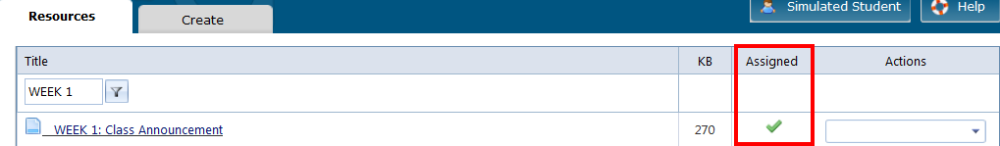 Resources
Create
Simulated Student
Help
Title KB Assigned Actions
WEEK 1
WEEK 1: Class Announcement 270